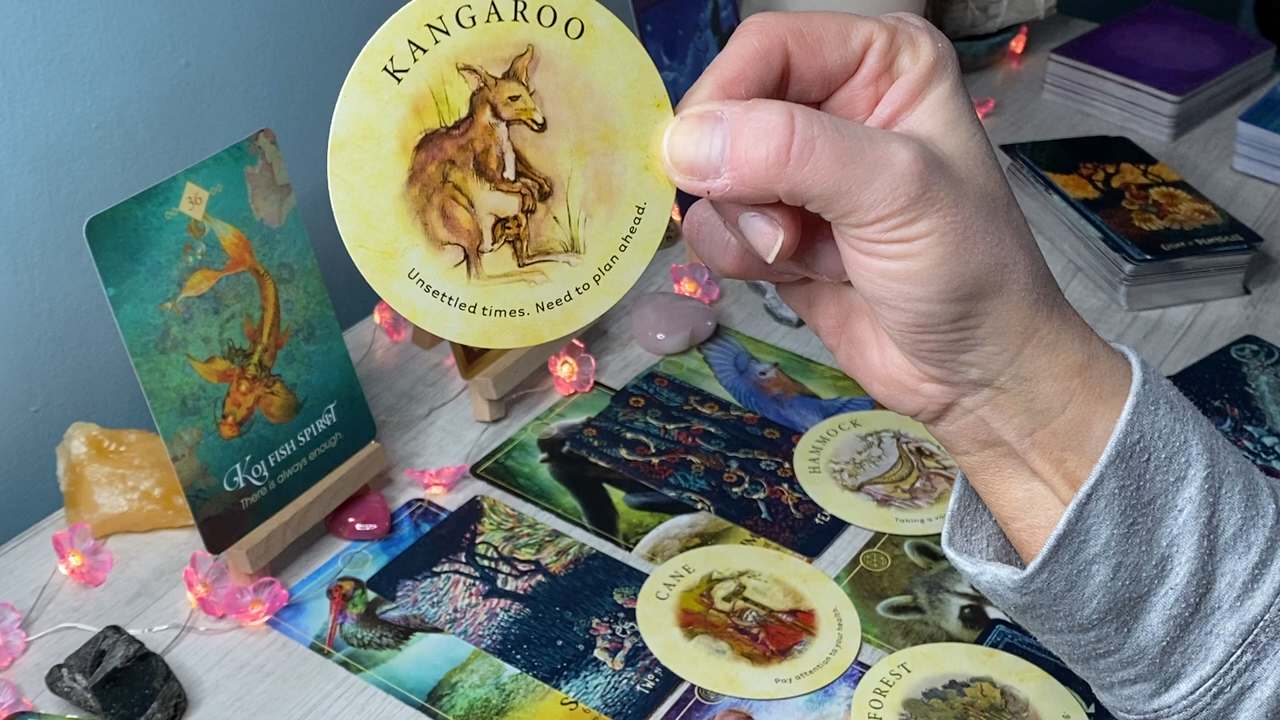 KANGAROO
Unsettled times. Need to plan ahead.
36
KOI FISH SPIRIT
There is always enough.
HAMMOCK
Taking a
CANE
Pay attention to your health.
FOREST